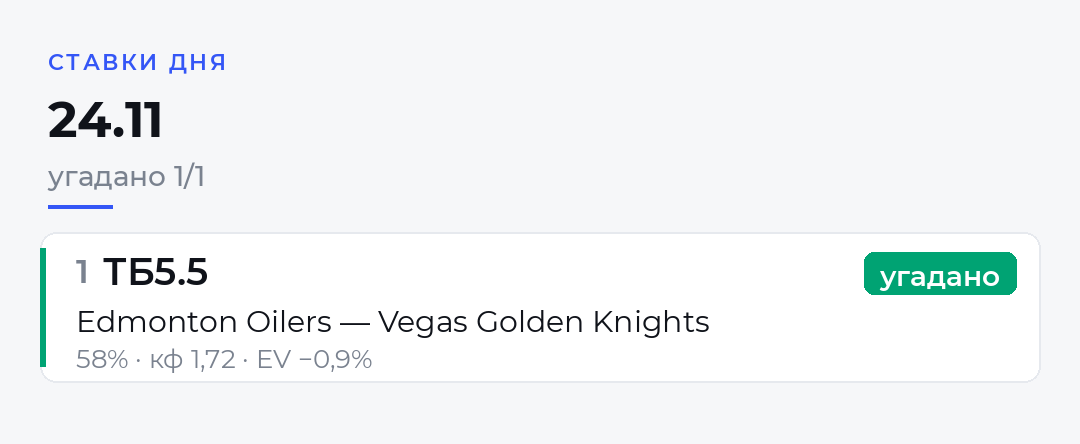 СТАВКИ ДНЯ
24.11
угадано 1/1
1 ТБ5.5
угадано
Edmonton Oilers — Vegas Golden Knights
58% · кф 1,72 · EV −0,9%